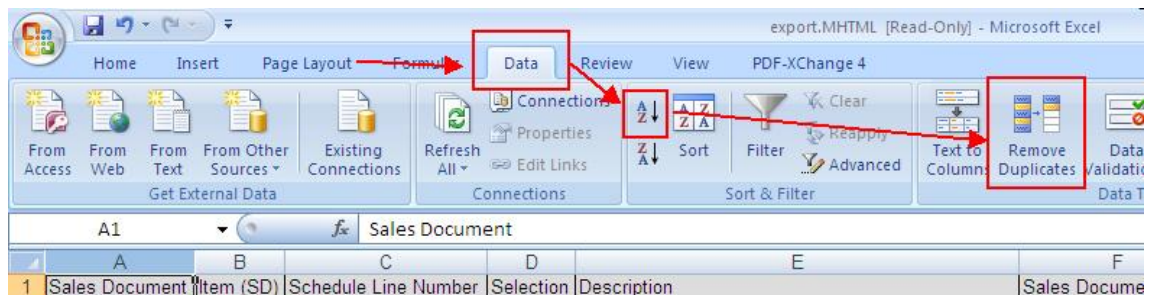 export.MHTML [Read-Only] - Microsoft Excel
Home Insert Page Layout Formulas Data Review View PDF-XChange 4
From Access
From Web
From Text
From Other Sources
Existing Connections
Get External Data
Refresh All
Connections
Properties
Edit Links
Connections
A Z
Z A
A Z
Z A
Sort
Filter
Clear
Reapply
Advanced
Sort & Filter
Text to Columns
Remove Duplicates
Data Validatio
Data T
A1 fx Sales Document
A B C D E F
1 Sales Document Item (SD) Schedule Line Number Selection Description Sales Docume